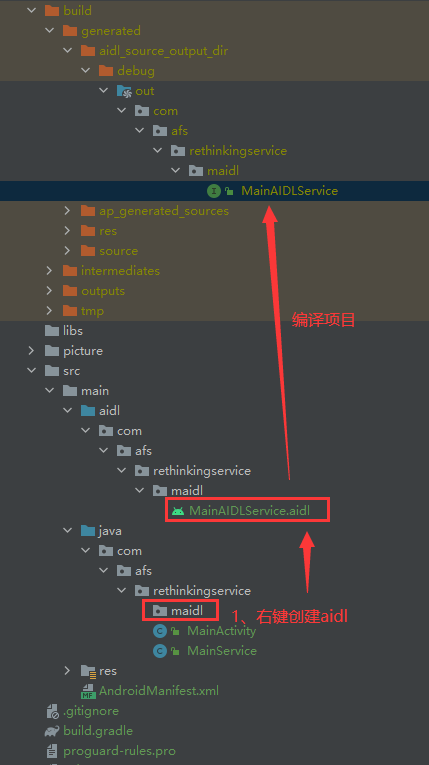 build
generated
aidl_source_output_dir
debug
out
com
afs
rethinkingservice
maidl
MainAIDLService
ap_generated_sources
res
source
intermediates
outputs
tmp
编译项目
libs
picture
src
main
aidl
com
afs
rethinkingservice
maidl
MainAIDLService.aidl
java
com
afs
rethinkingservice
maidl
1、右键创建aidl
MainActivity
MainService
res
AndroidManifest.xml
.gitignore
build.gradle
proguard-rules.pro